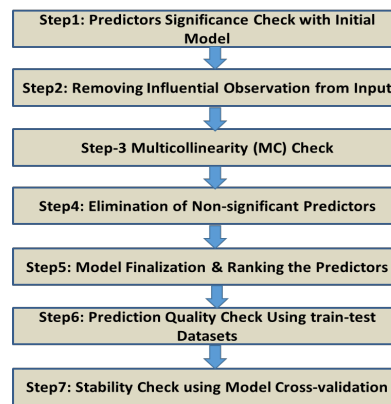 Step1: Predictors Significance Check with Initial
Model
Step2: Removing Influential Observation from Input
Step-3 Multicollinearity (MC) Check
Step4: Elimination of Non-significant Predictors
Step5: Model Finalization & Ranking the Predictors
Step6: Prediction Quality Check Using train-test
Datasets
Step7: Stability Check using Model Cross-validation